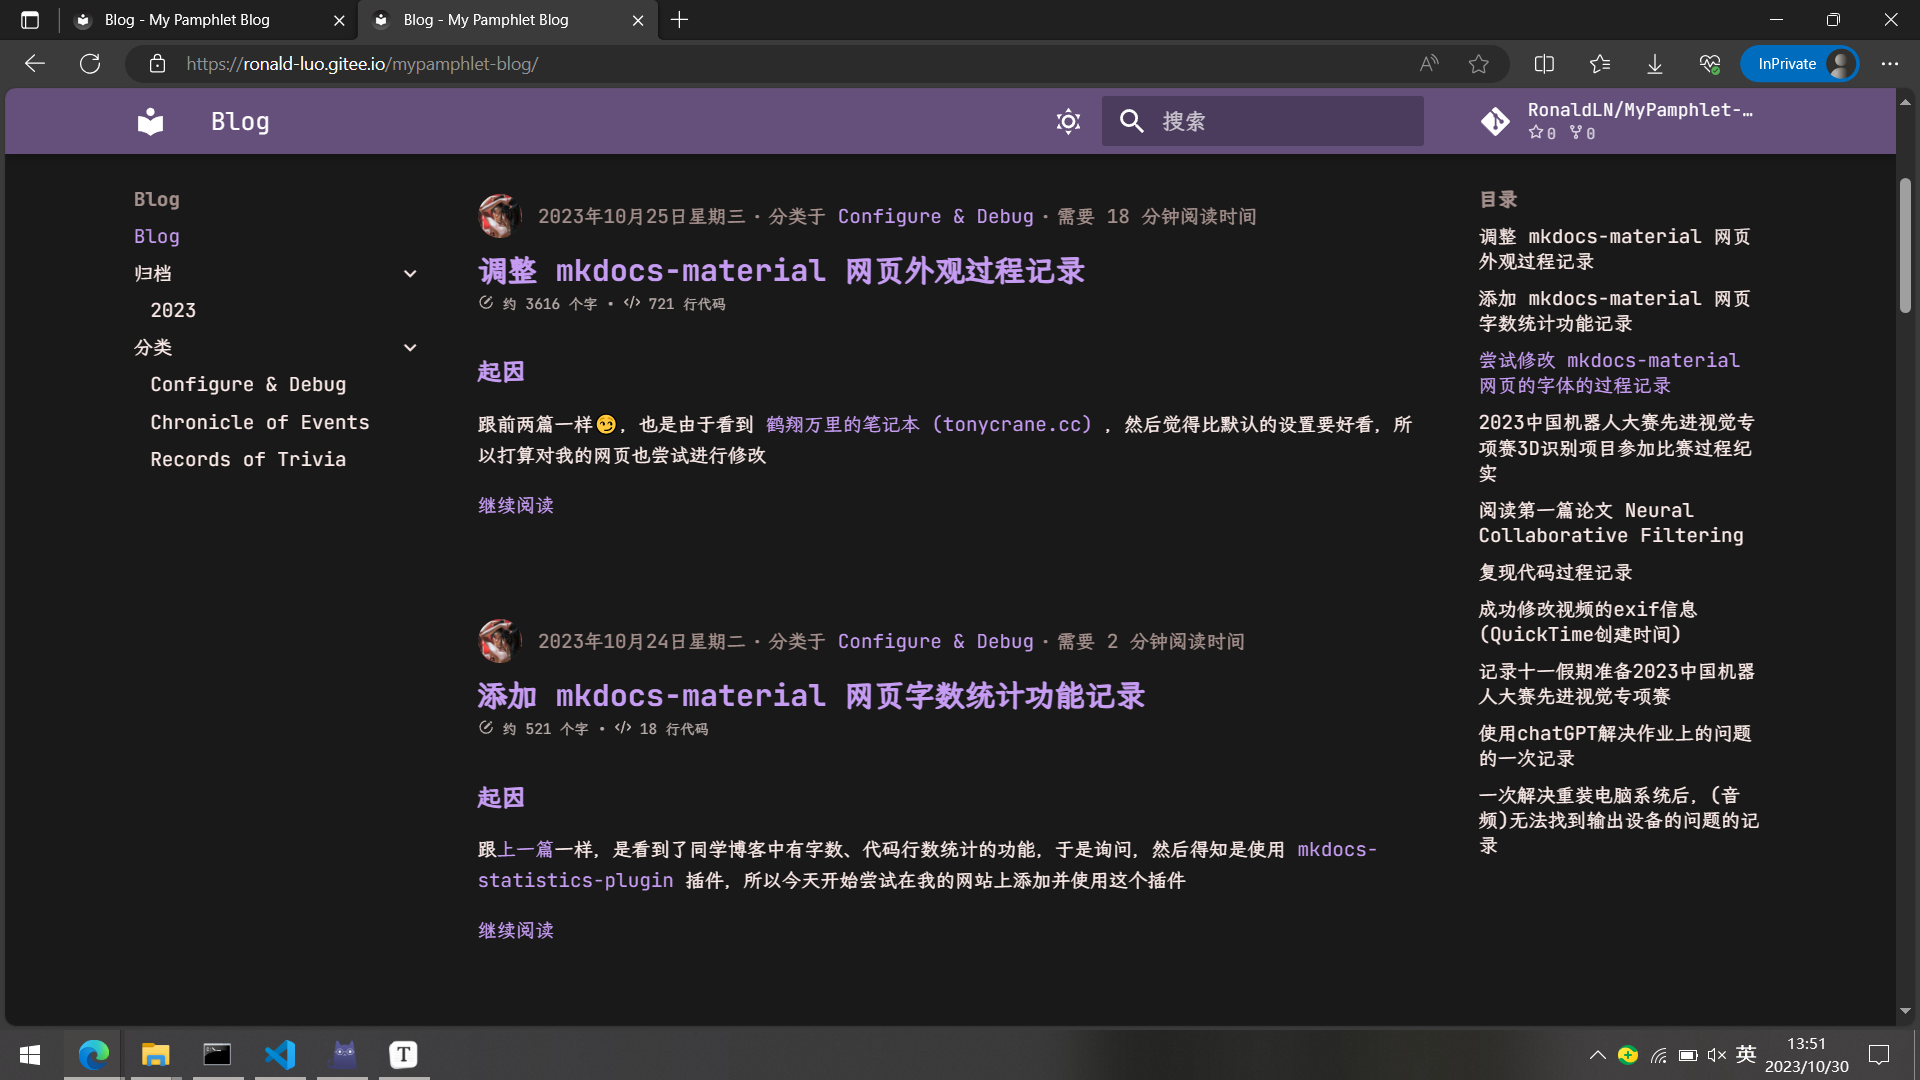 Blog - My Pamphlet Blog
Blog - My Pamphlet Blog
https://ronald-luo.gitee.io/mypamphlet-blog/
InPrivate
Blog
搜索
RonaldLN/MyPamphlet-…
0 0
Blog
Blog
归档
2023
分类
Configure & Debug
Chronicle of Events
Records of Trivia
2023年10月25日星期三 · 分类于 Configure & Debug · 需要 18 分钟阅读时间
调整 mkdocs-material 网页外观过程记录
约 3616 个字 • 721 行代码
起因
跟前两篇一样😏，也是由于看到 鹤翔万里的笔记本 (tonycrane.cc) ，然后觉得比默认的设置要好看，所
以打算对我的网页也尝试进行修改
继续阅读
2023年10月24日星期二 · 分类于 Configure & Debug · 需要 2 分钟阅读时间
添加 mkdocs-material 网页字数统计功能记录
约 521 个字 • 18 行代码
起因
跟上一篇一样，是看到了同学博客中有字数、代码行数统计的功能，于是询问，然后得知是使用 mkdocs-
statistics-plugin 插件，所以今天开始尝试在我的网站上添加并使用这个插件
继续阅读
目录
调整 mkdocs-material 网页
外观过程记录
添加 mkdocs-material 网页
字数统计功能记录
尝试修改 mkdocs-material
网页的字体的过程记录
2023中国机器人大赛先进视觉专
项赛3D识别项目参加比赛过程纪
实
阅读第一篇论文 Neural
Collaborative Filtering
复现代码过程记录
成功修改视频的exif信息
(QuickTime创建时间)
记录十一假期准备2023中国机器
人大赛先进视觉专项赛
使用chatGPT解决作业上的问题
的一次记录
一次解决重装电脑系统后，(音
频)无法找到输出设备的问题的记
录
T
英
13:51
2023/10/30